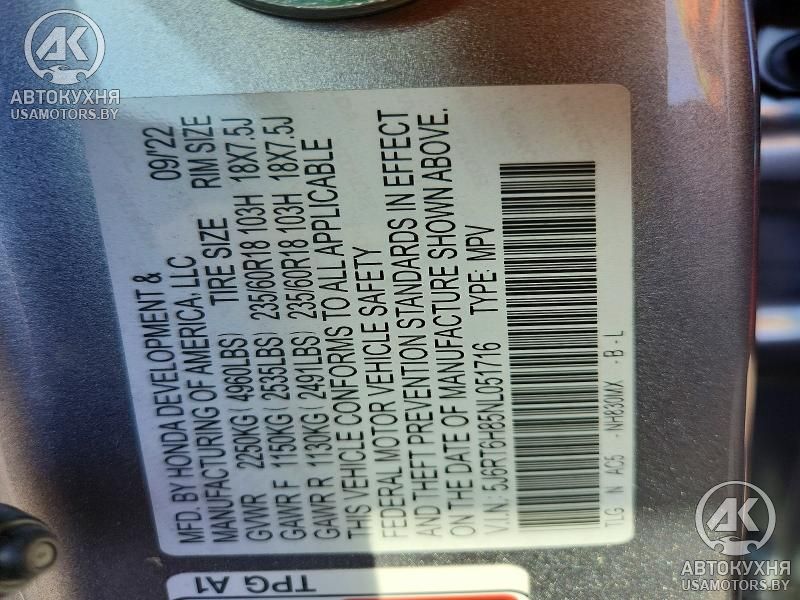 AK
АВТОКУХНЯ
USAMOTORS.BY
MFD. BY HONDA DEVELOPMENT & 09/22
MANUFACTURING OF AMERICA, LLC
TIRE SIZE RIM SIZE
GVWR 2250KG ( 4960LBS)
GAWR F 1150KG ( 2535LBS) 235/60R18 103H 18X7.5J
GAWR R 1130KG ( 2491LBS) 235/60R18 103H 18X7.5J
THIS VEHICLE CONFORMS TO ALL APPLICABLE
FEDERAL MOTOR VEHICLE SAFETY
AND THEFT PREVENTION STANDARDS IN EFFECT
ON THE DATE OF MANUFACTURE SHOWN ABOVE.
V.I.N.: 5J6RT6H85NL051716 TYPE: MPV
TLG N AC5 -NH830MX - B - L
TPG A1
AK
АВТОКУХНЯ
USAMOTORS.BY